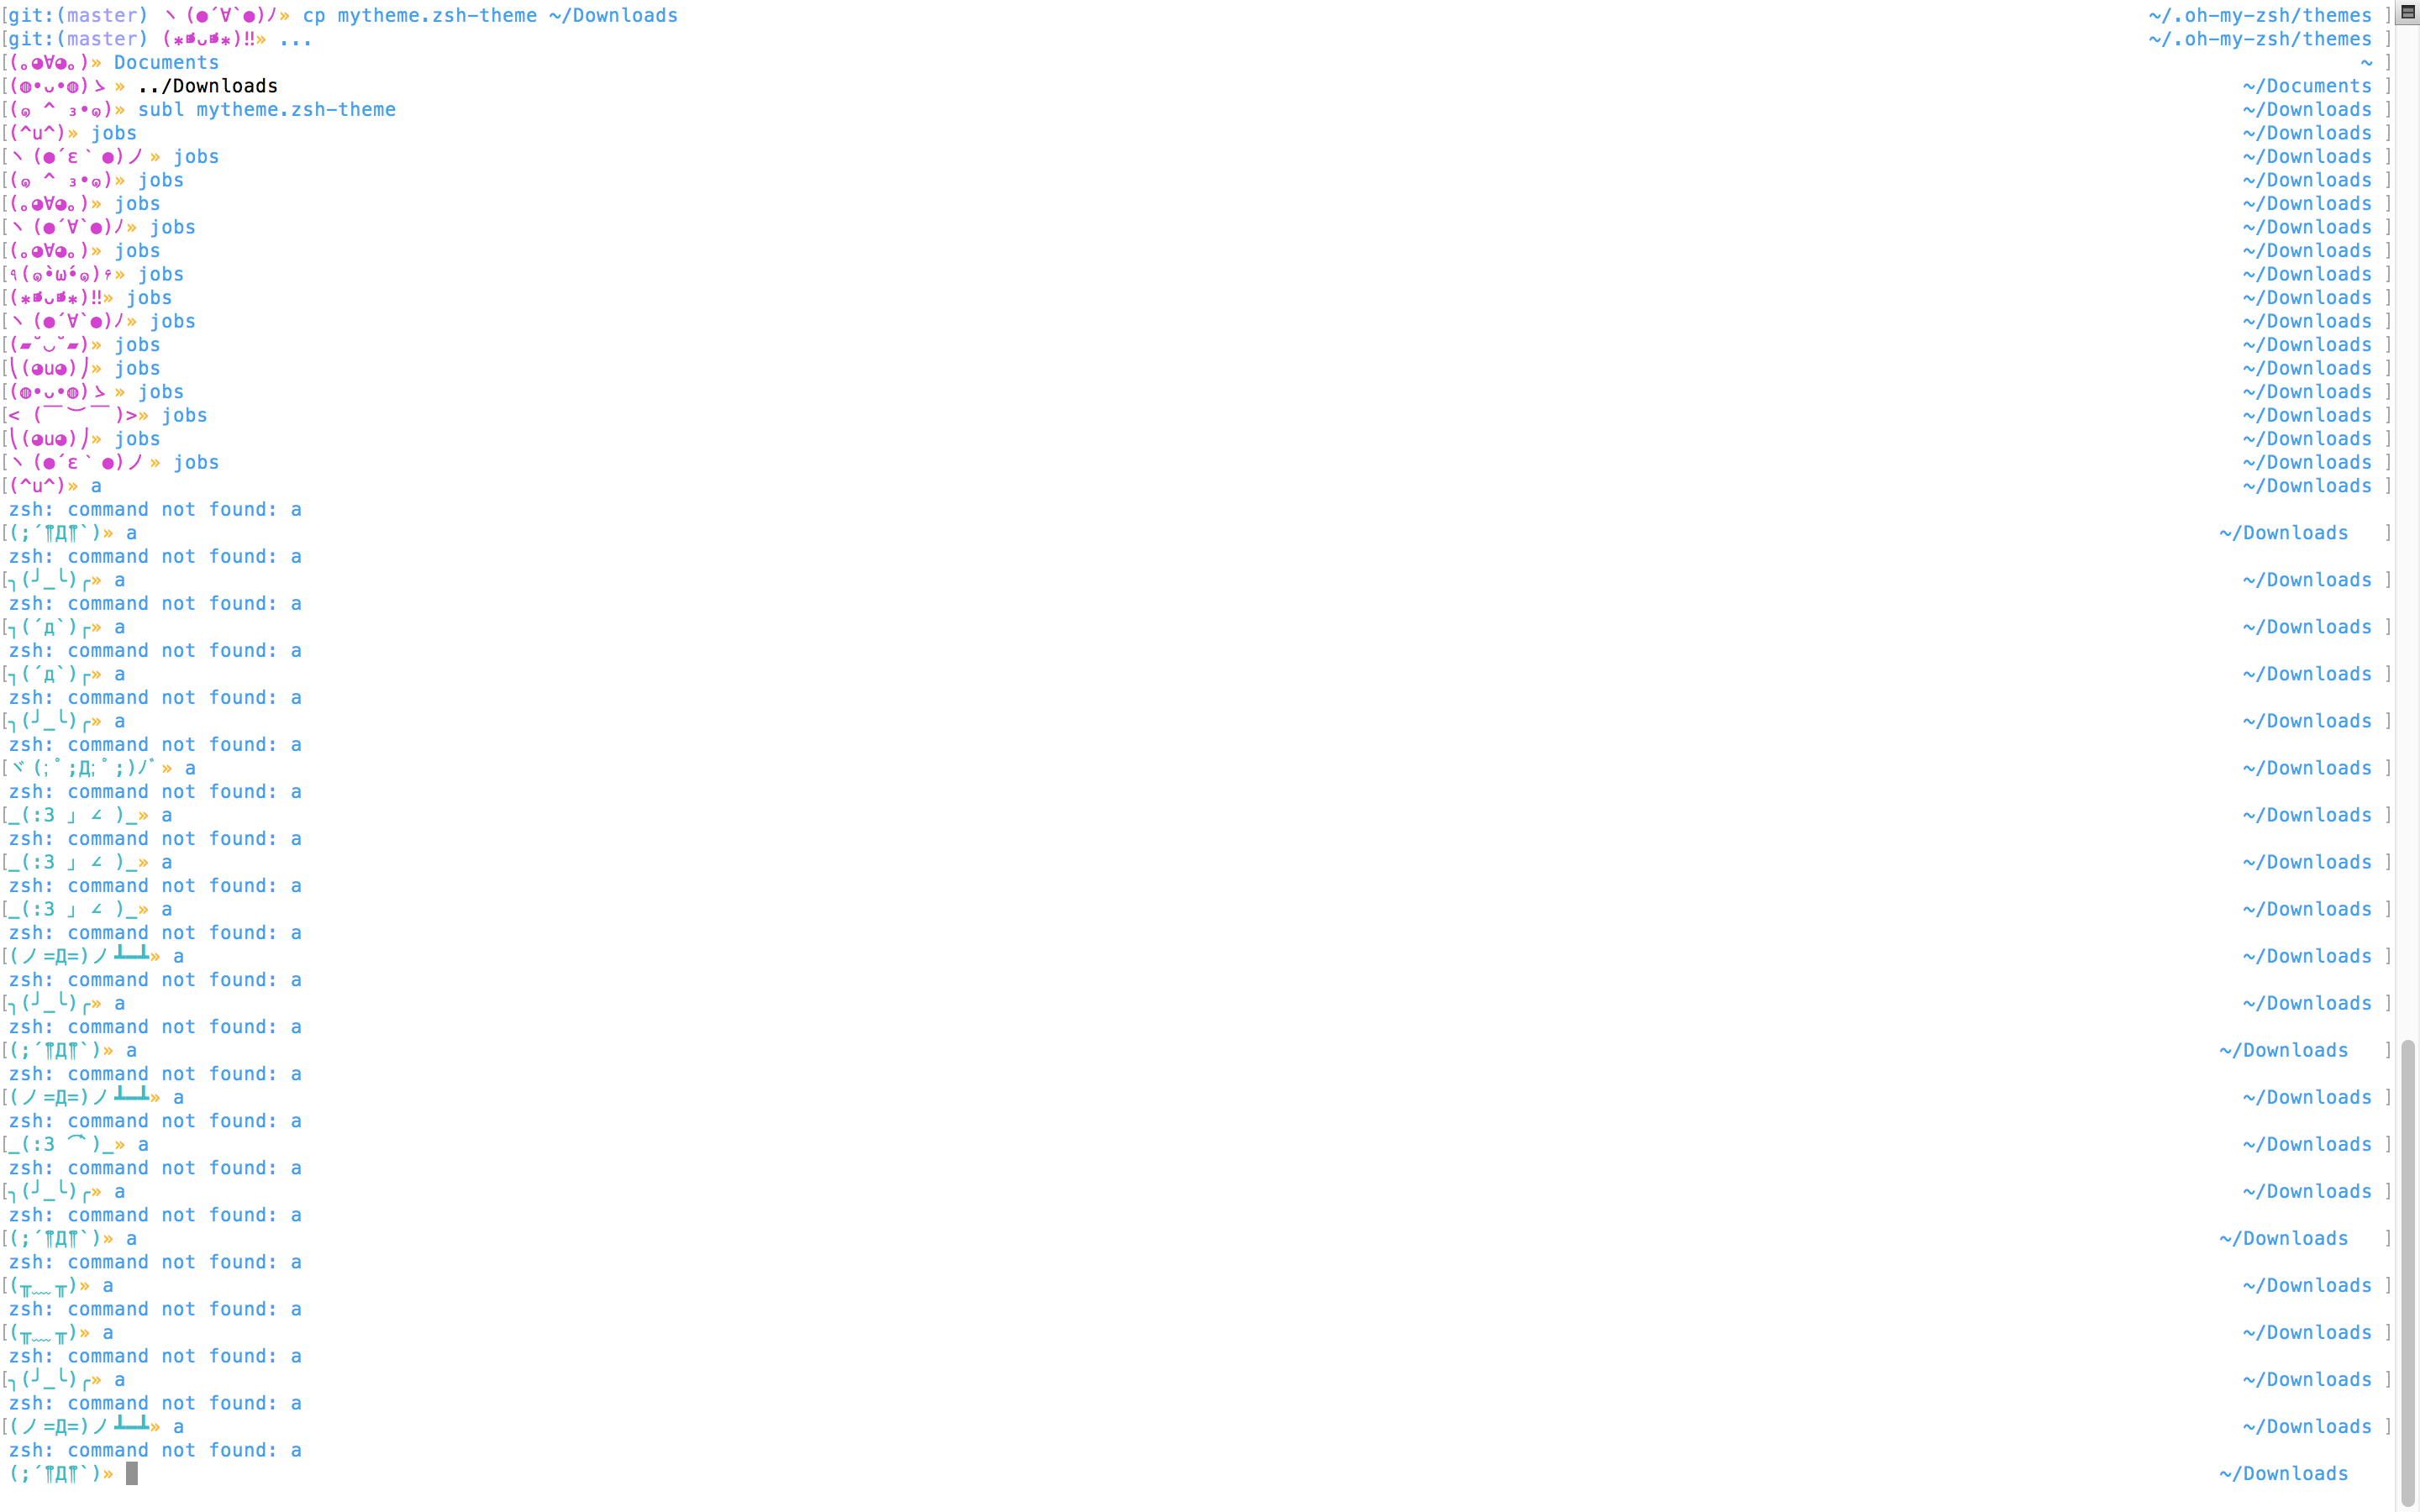 [git:(master) ヽ(●´∀`●)ﾉ» cp mytheme.zsh-theme ~/Downloads ~/.oh-my-zsh/themes ]
[git:(master) (⁎⁍̴̛ᴗ⁍̴̛⁎)‼» ... ~/.oh-my-zsh/themes ]
[(｡◕∀◕｡)» Documents ~ ]
[(◍•ᴗ•◍)ゝ» ../Downloads ~/Documents ]
[(๑ ^ ₃•๑)» subl mytheme.zsh-theme ~/Downloads ]
[(^u^)» jobs ~/Downloads ]
[ヽ(●´ε｀●)ノ» jobs ~/Downloads ]
[(๑ ^ ₃•๑)» jobs ~/Downloads ]
[(｡◕∀◕｡)» jobs ~/Downloads ]
[ヽ(●´∀`●)ﾉ» jobs ~/Downloads ]
[(｡◕∀◕｡)» jobs ~/Downloads ]
[٩(๑•̀ω•́๑)۶» jobs ~/Downloads ]
[(⁎⁍̴̛ᴗ⁍̴̛⁎)‼» jobs ~/Downloads ]
[ヽ(●´∀`●)ﾉ» jobs ~/Downloads ]
[(▰˘◡˘▰)» jobs ~/Downloads ]
[⎝(◕u◕)⎠» jobs ~/Downloads ]
[(◍•ᴗ•◍)ゝ» jobs ~/Downloads ]
[< (￣︶￣)>» jobs ~/Downloads ]
[⎝(◕u◕)⎠» jobs ~/Downloads ]
[ヽ(●´ε｀●)ノ» jobs ~/Downloads ]
[(^u^)» a ~/Downloads ]
zsh: command not found: a
[(;´༎ຶД༎ຶ`)» a ~/Downloads ]
zsh: command not found: a
[╮(╯_╰)╭» a ~/Downloads ]
zsh: command not found: a
[┐(´д`)┌» a ~/Downloads ]
zsh: command not found: a
[┐(´д`)┌» a ~/Downloads ]
zsh: command not found: a
[╮(╯_╰)╭» a ~/Downloads ]
zsh: command not found: a
[ヾ(;ﾟ;Д;ﾟ;)ﾉﾞ» a ~/Downloads ]
zsh: command not found: a
[_(:3 」∠ )_» a ~/Downloads ]
zsh: command not found: a
[_(:3 」∠ )_» a ~/Downloads ]
zsh: command not found: a
[_(:3 」∠ )_» a ~/Downloads ]
zsh: command not found: a
[(ノ=Д=)ノ┻━┻» a ~/Downloads ]
zsh: command not found: a
[╮(╯_╰)╭» a ~/Downloads ]
zsh: command not found: a
[(;´༎ຶД༎ຶ`)» a ~/Downloads ]
zsh: command not found: a
[(ノ=Д=)ノ┻━┻» a ~/Downloads ]
zsh: command not found: a
[_(:3 ⌒゙)_» a ~/Downloads ]
zsh: command not found: a
[╮(╯_╰)╭» a ~/Downloads ]
zsh: command not found: a
[(;´༎ຶД༎ຶ`)» a ~/Downloads ]
zsh: command not found: a
[(╥﹏╥)» a ~/Downloads ]
zsh: command not found: a
[(╥﹏╥)» a ~/Downloads ]
zsh: command not found: a
[╮(╯_╰)╭» a ~/Downloads ]
zsh: command not found: a
[(ノ=Д=)ノ┻━┻» a ~/Downloads ]
zsh: command not found: a
(;´༎ຶД༎ຶ`)» ~/Downloads